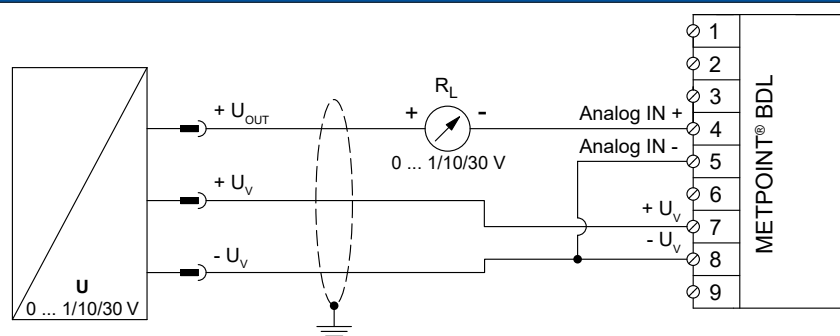 + U_OUT
+ U_V
- U_V
U
0 ... 1/10/30 V
R_L
+ -
0 ... 1/10/30 V
Analog IN +
Analog IN -
+ U_V
- U_V
1
2
3
4
5
6
7
8
9
METPOINT® BDL